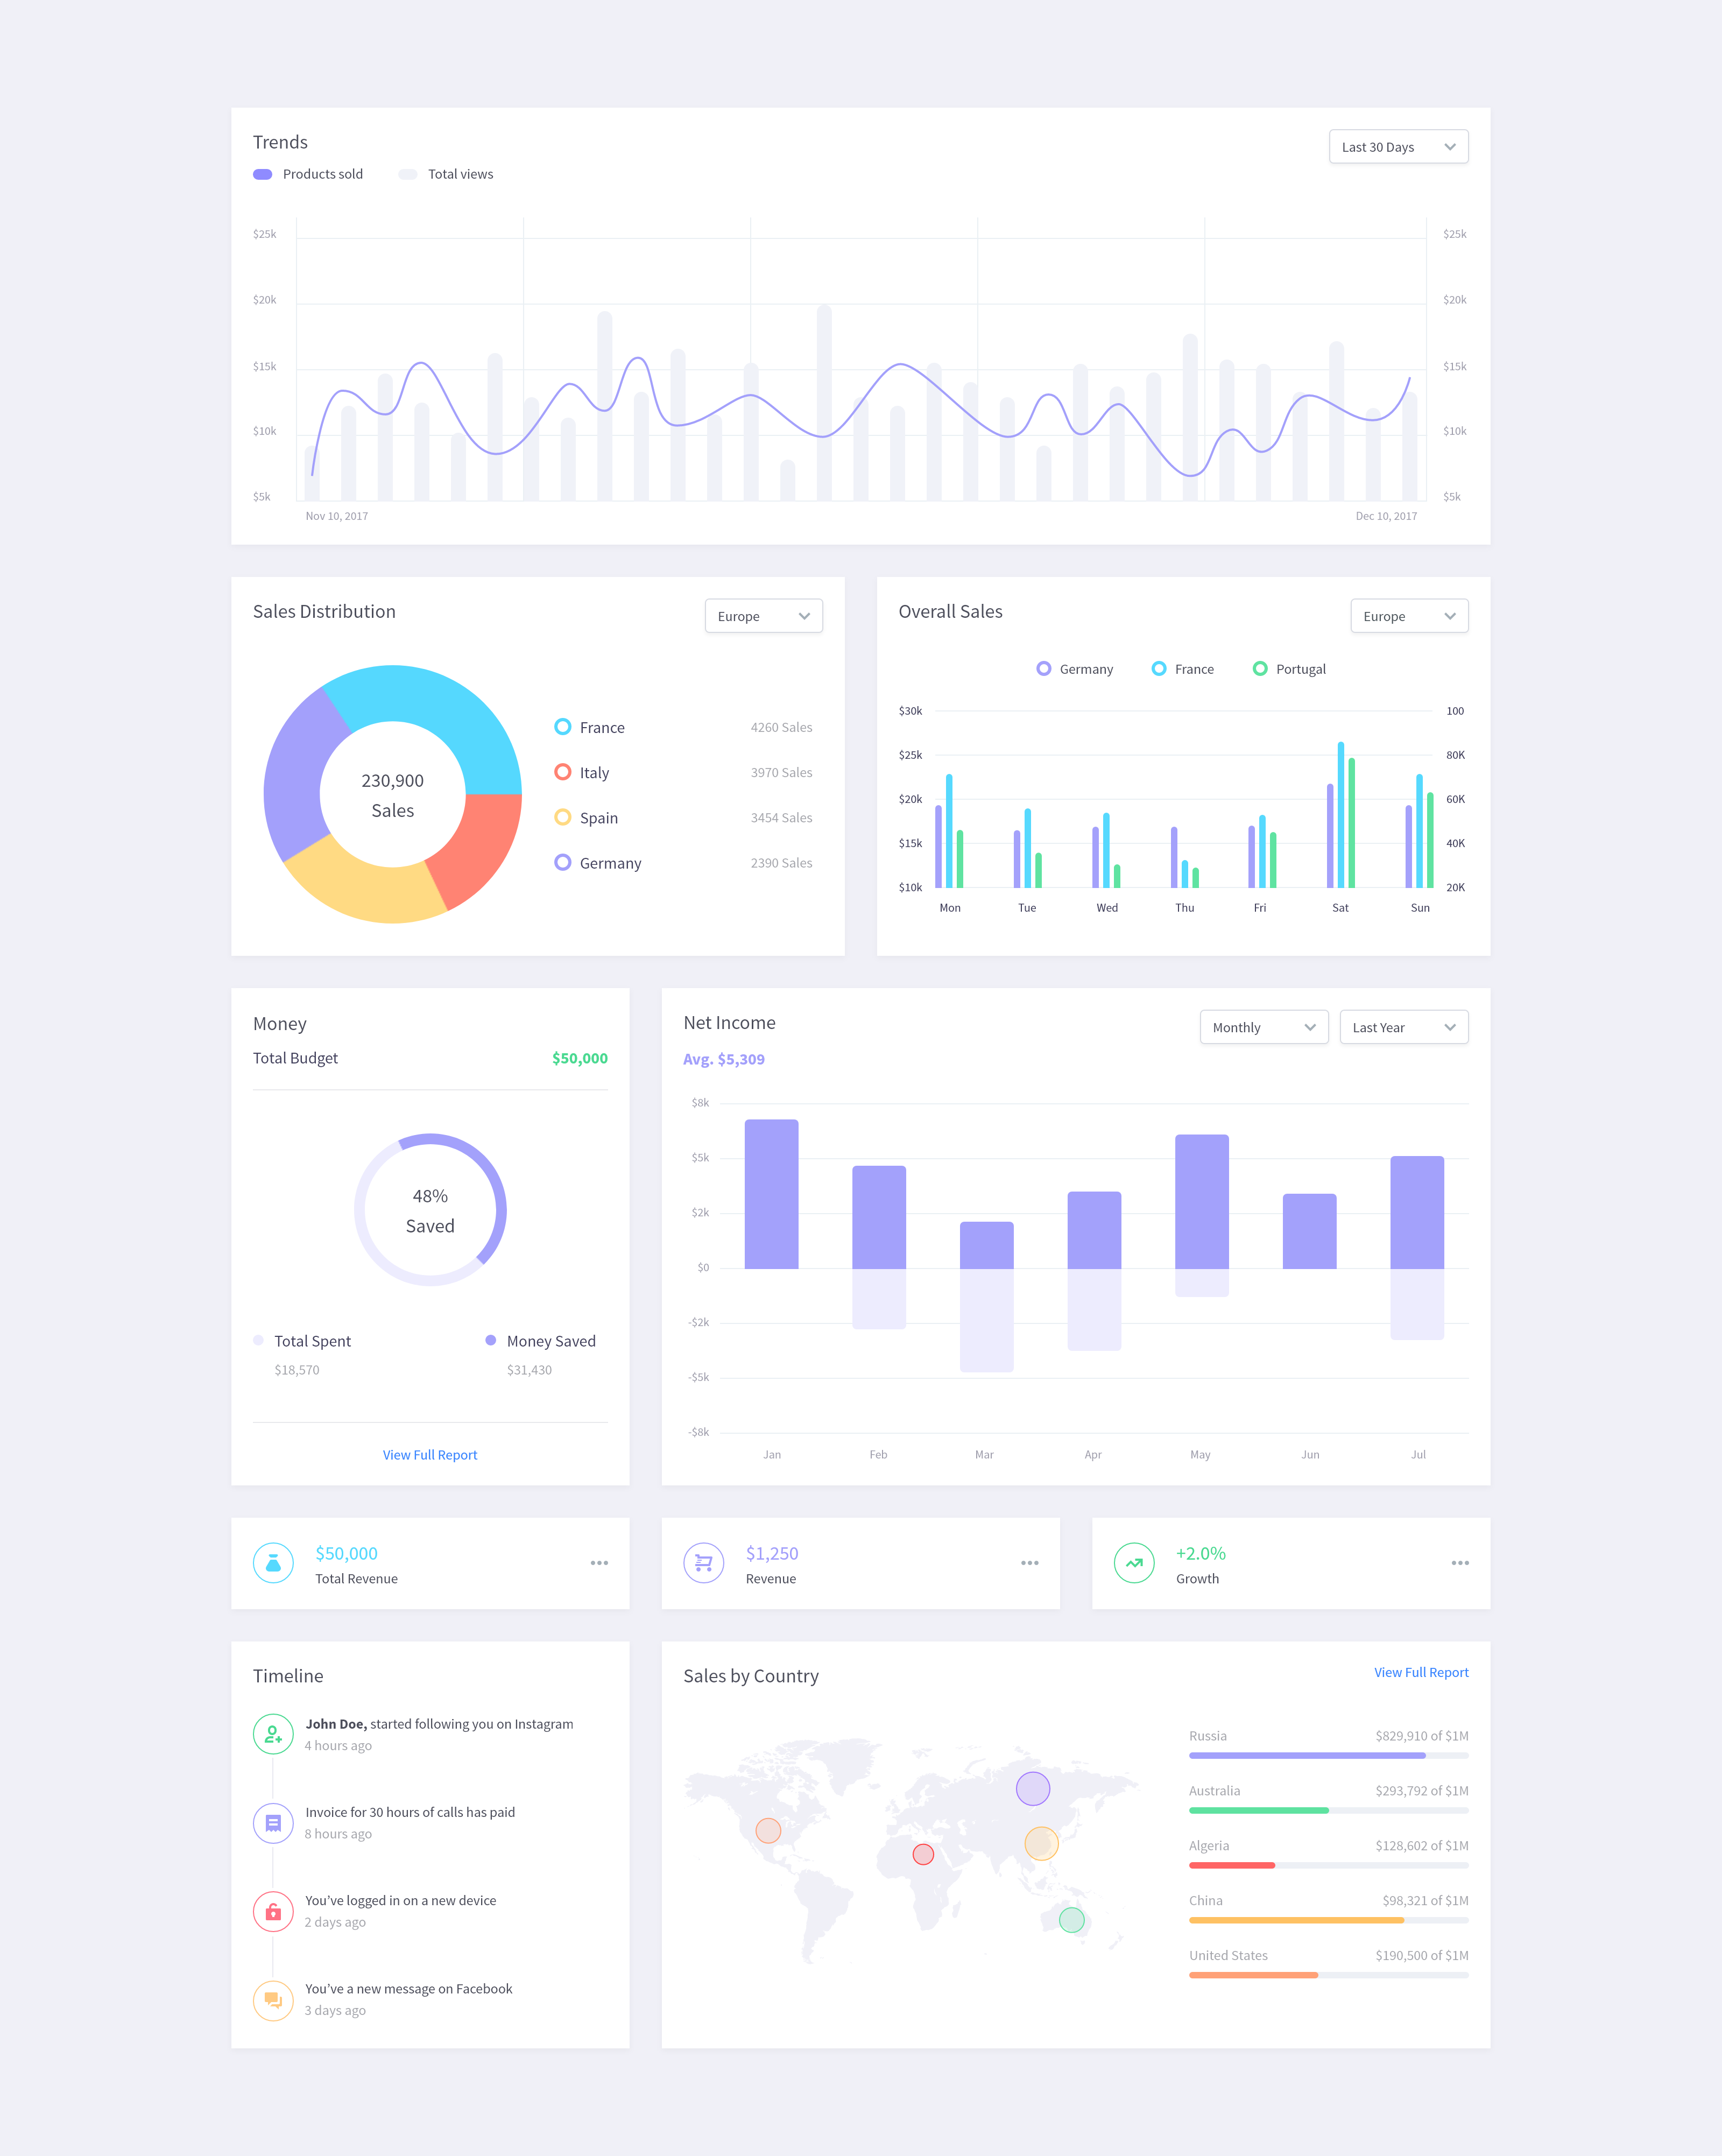 Trends
Last 30 Days
Products sold
Total views
$25k
$25k
$20k
$20k
$15k
$15k
$10k
$10k
$5k
$5k
Nov 10, 2017
Dec 10, 2017
Sales Distribution
Europe
230,900
Sales
France
4260 Sales
Italy
3970 Sales
Spain
3454 Sales
Germany
2390 Sales
Overall Sales
Europe
Germany
France
Portugal
$30k
100
$25k
80K
$20k
60K
$15k
40K
$10k
20K
Mon
Tue
Wed
Thu
Fri
Sat
Sun
Money
Total Budget
$50,000
48%
Saved
Total Spent
$18,570
Money Saved
$31,430
View Full Report
Net Income
Monthly
Last Year
Avg. $5,309
$8k
$5k
$2k
$0
-$2k
-$5k
-$8k
Jan
Feb
Mar
Apr
May
Jun
Jul
$50,000
Total Revenue
$1,250
Revenue
+2.0%
Growth
Timeline
John Doe, started following you on Instagram
4 hours ago
Invoice for 30 hours of calls has paid
8 hours ago
You’ve logged in on a new device
2 days ago
You’ve a new message on Facebook
3 days ago
Sales by Country
View Full Report
Russia
$829,910 of $1M
Australia
$293,792 of $1M
Algeria
$128,602 of $1M
China
$98,321 of $1M
United States
$190,500 of $1M